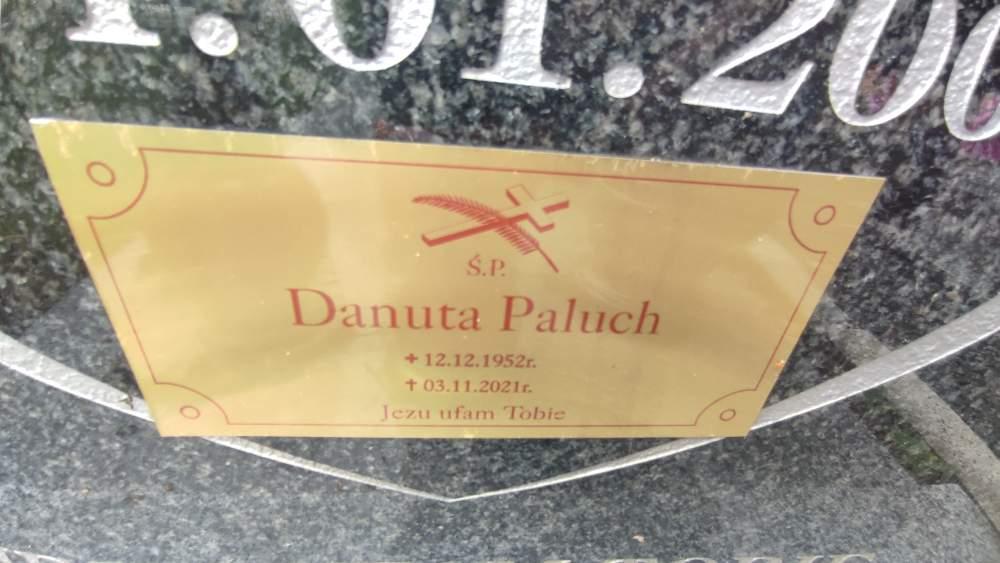 Ś.P.
Danuta Paluch
+ 12.12.1952r.
† 03.11.2021r.
Jezu ufam Tobie